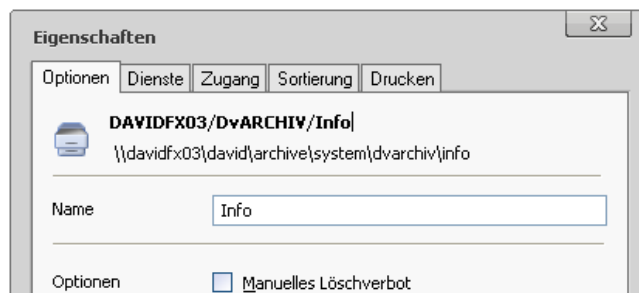 Eigenschaften
Optionen Dienste Zugang Sortierung Drucken
DAVIDFX03/DvARCHIV/Info
\\davidfx03\david\archive\system\dvarchiv\info
Name Info
Optionen Manuelles Löschverbot